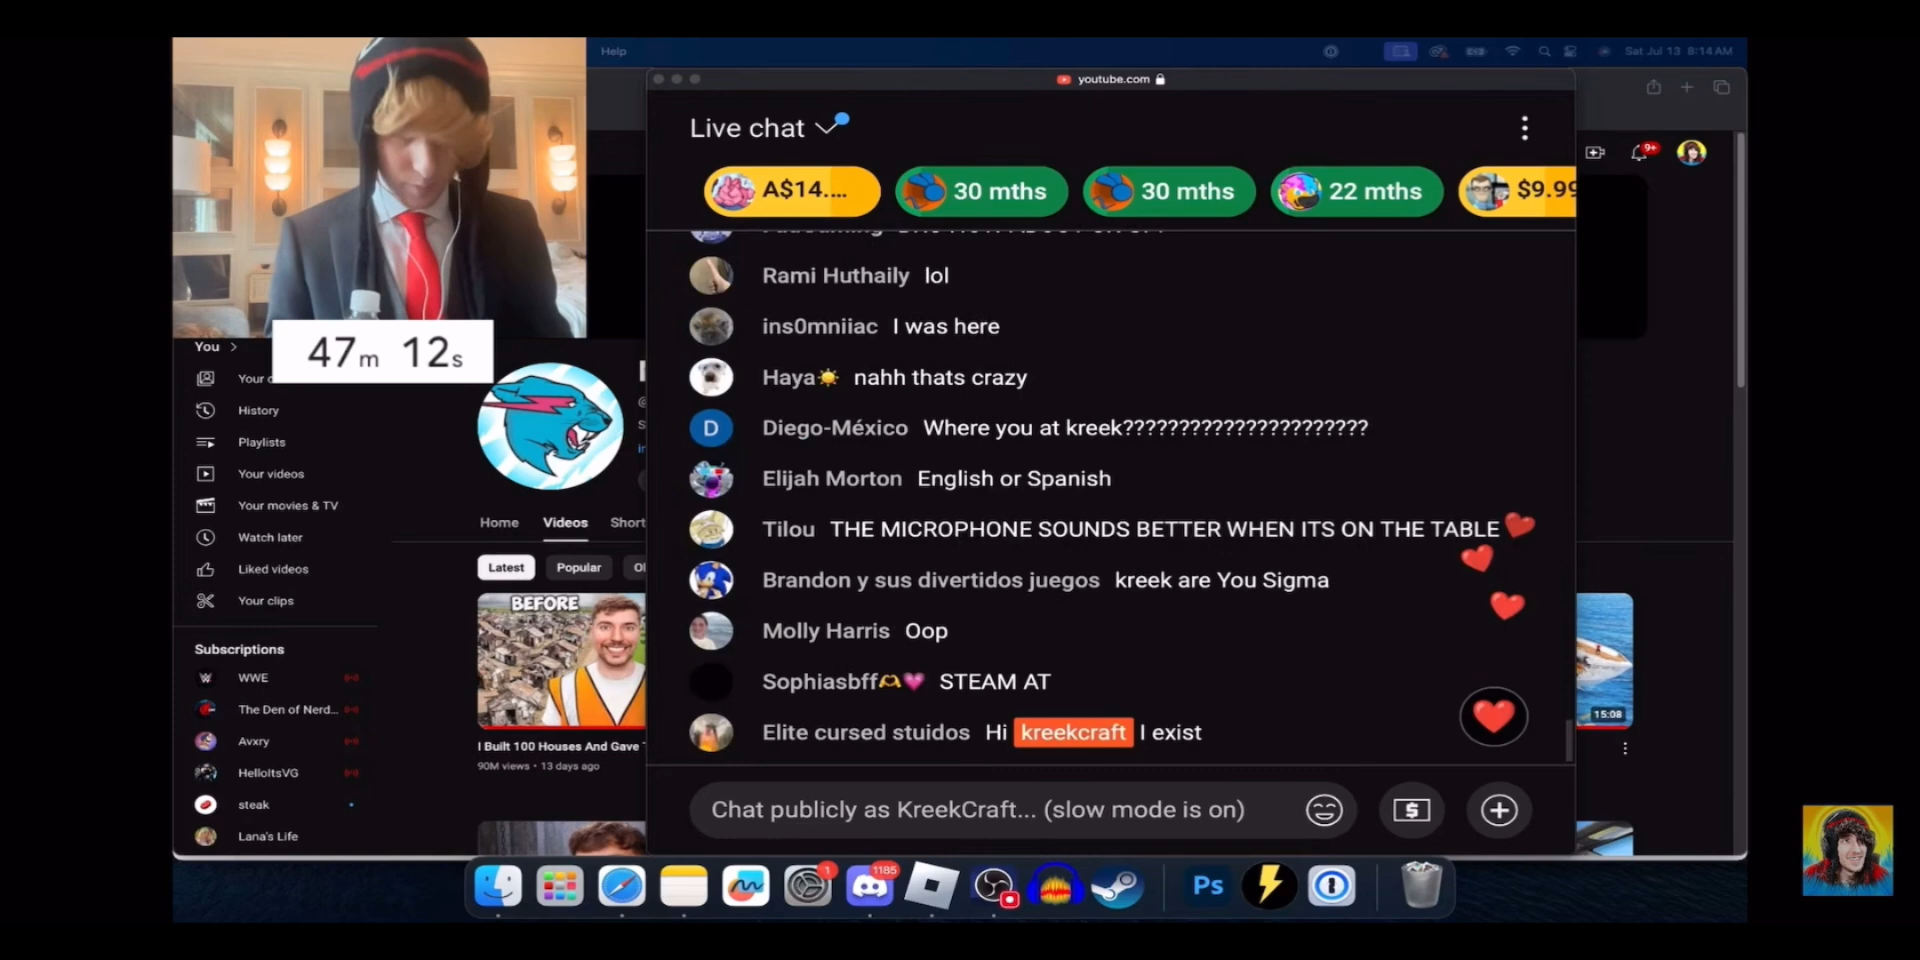 Help
Sat Jul 13 8:14 AM
youtube.com
Live chat
A$14....
30 mths
30 mths
22 mths
$9.99
9+
Rami Huthaily lol
ins0mniiac I was here
Haya☀️ nahh thats crazy
Diego-México Where you at kreek??????????????????????
Elijah Morton English or Spanish
Tilou THE MICROPHONE SOUNDS BETTER WHEN ITS ON THE TABLE
Brandon y sus divertidos juegos kreek are You Sigma
Molly Harris Oop
Sophiasbff🫶💗 STEAM AT
Elite cursed stuidos Hi kreekcraft I exist
Chat publicly as KreekCraft... (slow mode is on)
47m 12s
You >
Your
History
Playlists
Your videos
Your movies & TV
Watch later
Liked videos
Your clips
Subscriptions
WWE
The Den of Nerd...
Avxry
HelloItsVG
steak
Lana's Life
Home Videos Short
Latest Popular Ol
BEFORE
I Built 100 Houses And Gave
90M views • 13 days ago
15:08
D
1
1185
Ps